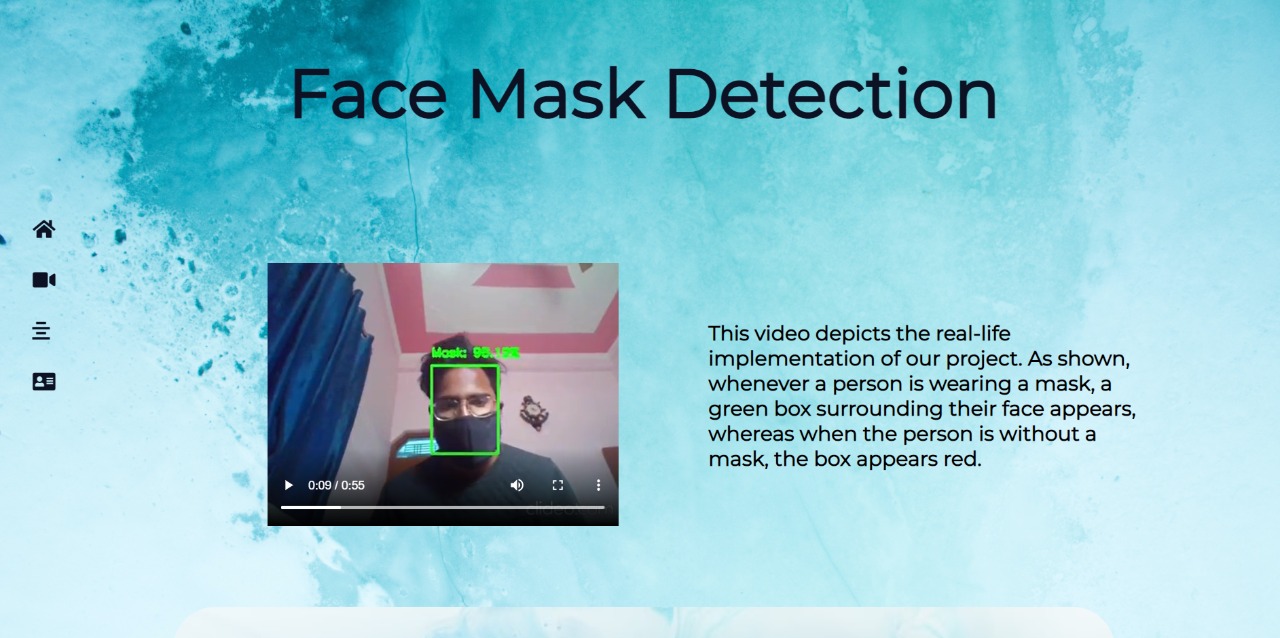 Face Mask Detection
Mask:
0:09 / 0:55
This video depicts the real-life
implementation of our project. As shown,
whenever a person is wearing a mask, a
green box surrounding their face appears,
whereas when the person is without a
mask, the box appears red.